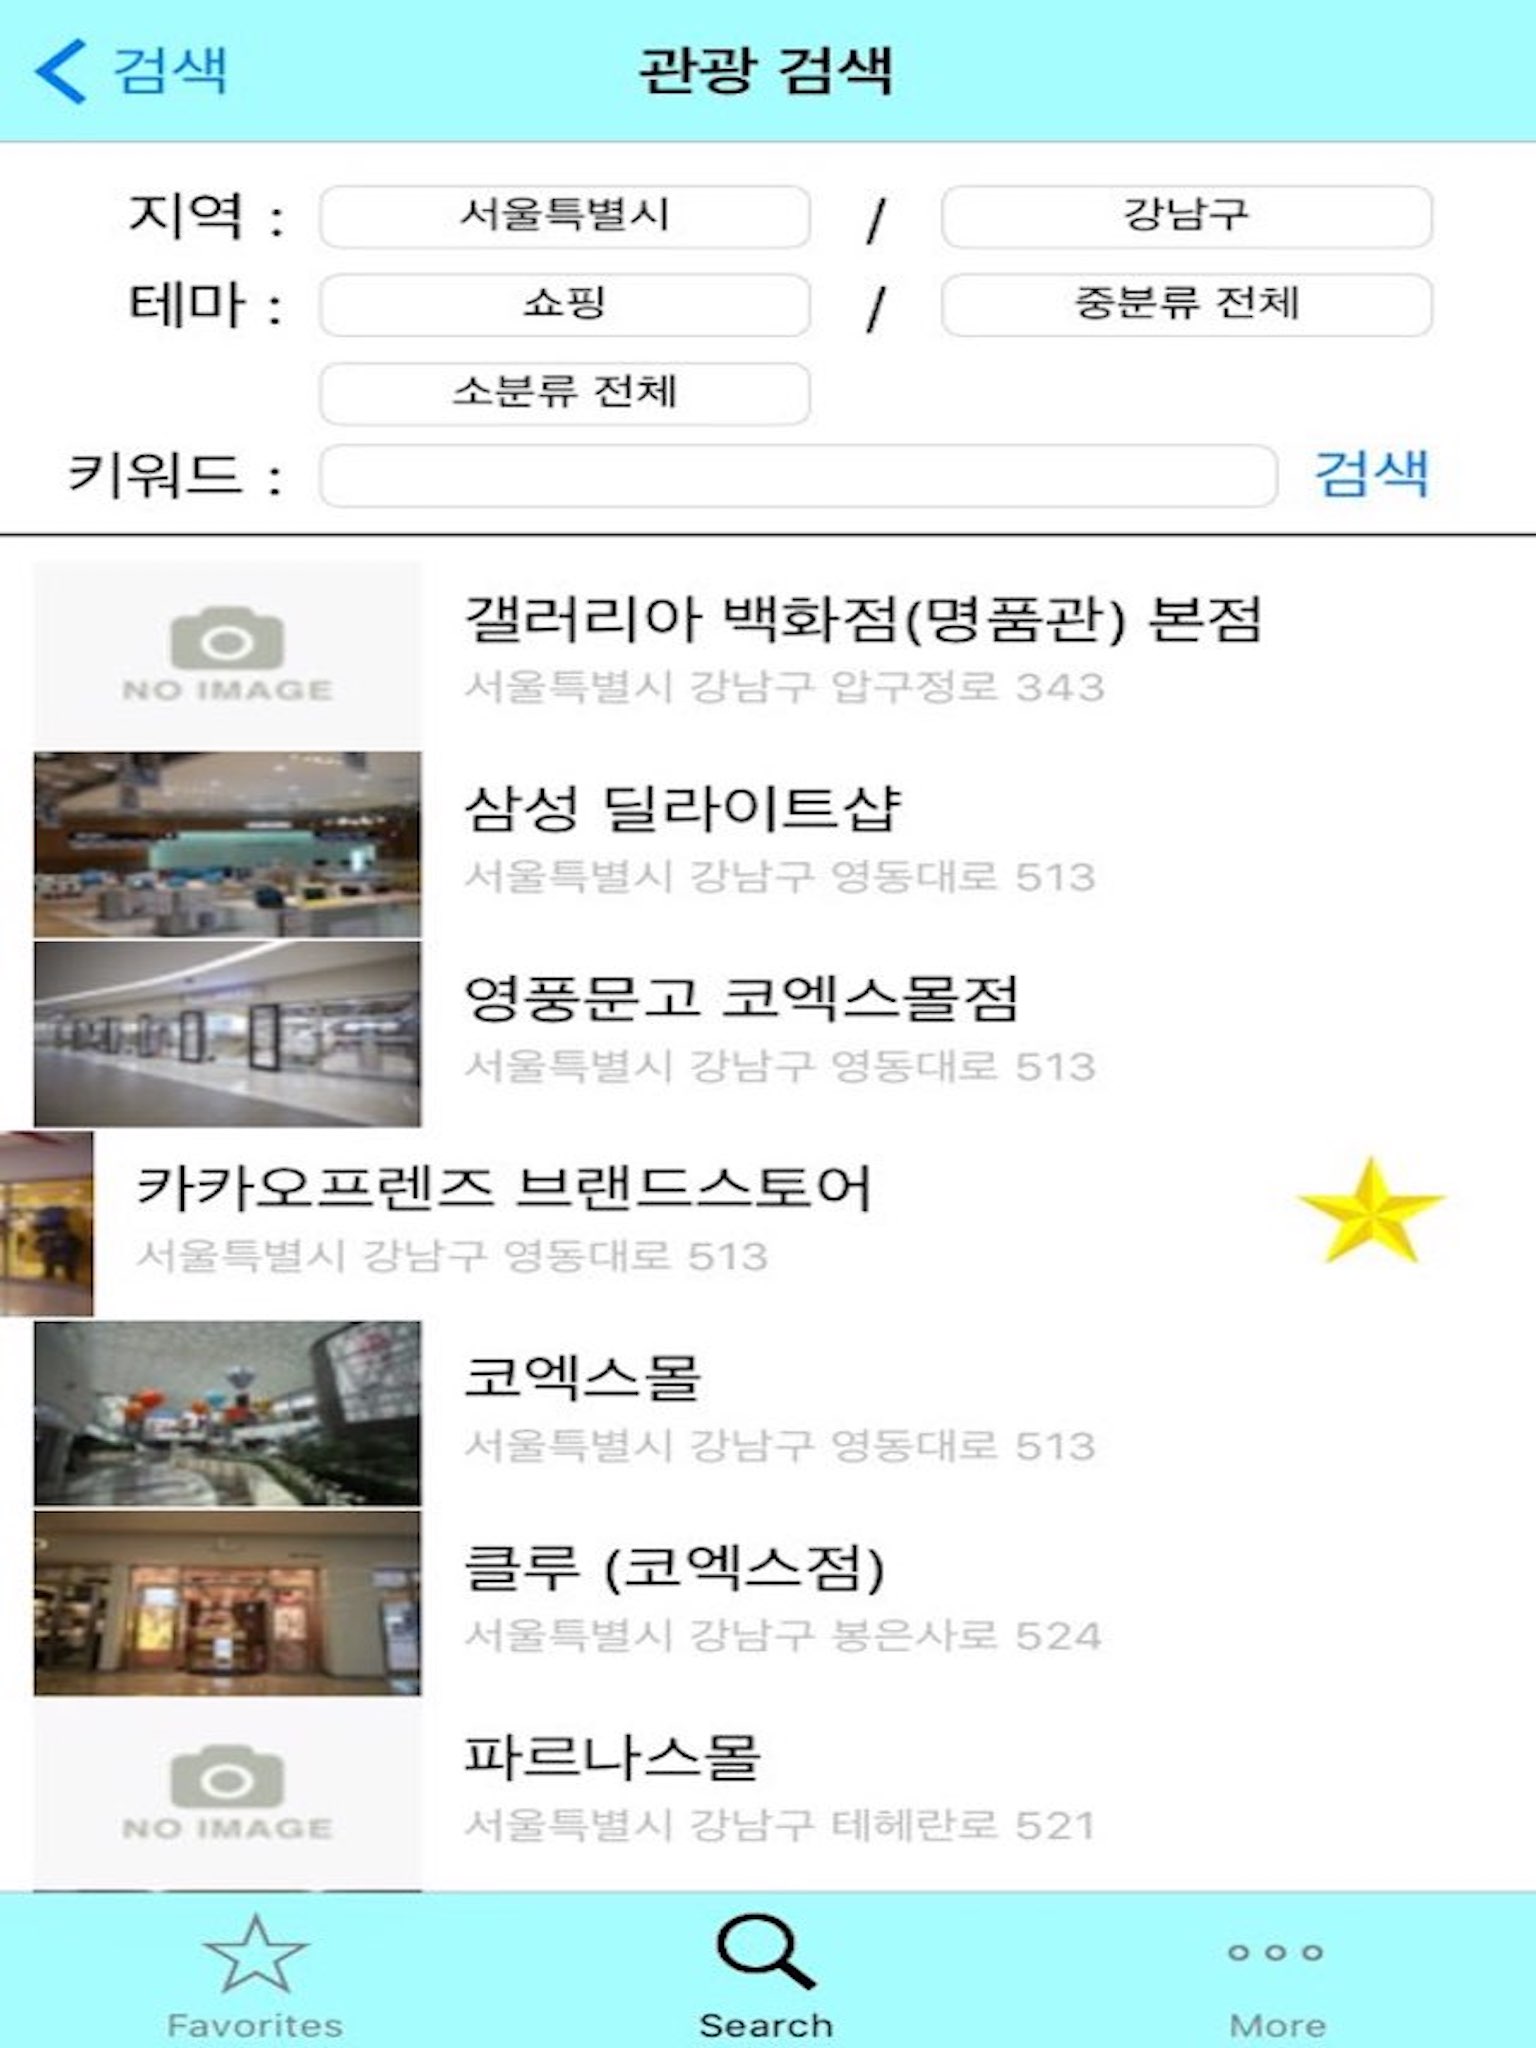 검색
관광 검색
지역 : 서울특별시 / 강남구
테마 : 쇼핑 / 중분류 전체
소분류 전체
키워드 : 검색
NO IMAGE
갤러리아 백화점(명품관) 본점
서울특별시 강남구 압구정로 343
삼성 딜라이트샵
서울특별시 강남구 영동대로 513
영풍문고 코엑스몰점
서울특별시 강남구 영동대로 513
카카오프렌즈 브랜드스토어
서울특별시 강남구 영동대로 513
코엑스몰
서울특별시 강남구 영동대로 513
클루 (코엑스점)
서울특별시 강남구 봉은사로 524
NO IMAGE
파르나스몰
서울특별시 강남구 테헤란로 521
Favorites
Search
More